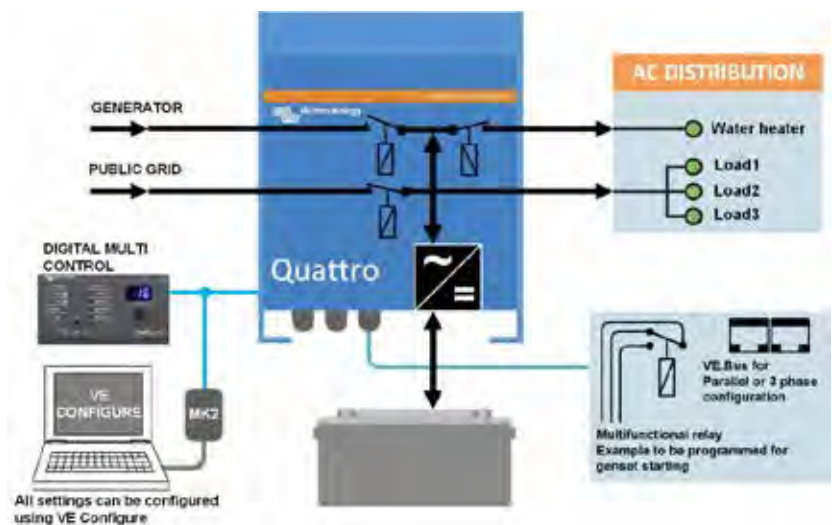 GENERATOR
PUBLIC GRID
AC DISTRIBUTION
Water heater
Load1
Load2
Load3
DIGITAL MULTI
CONTROL
Quattro
VE
CONFIGURE
MK2
All settings can be configured
using VE Configure
VE.Bus for
Parallel or 3 phase
configuration
Multifunctional relay
Example to be programmed for
genset starting